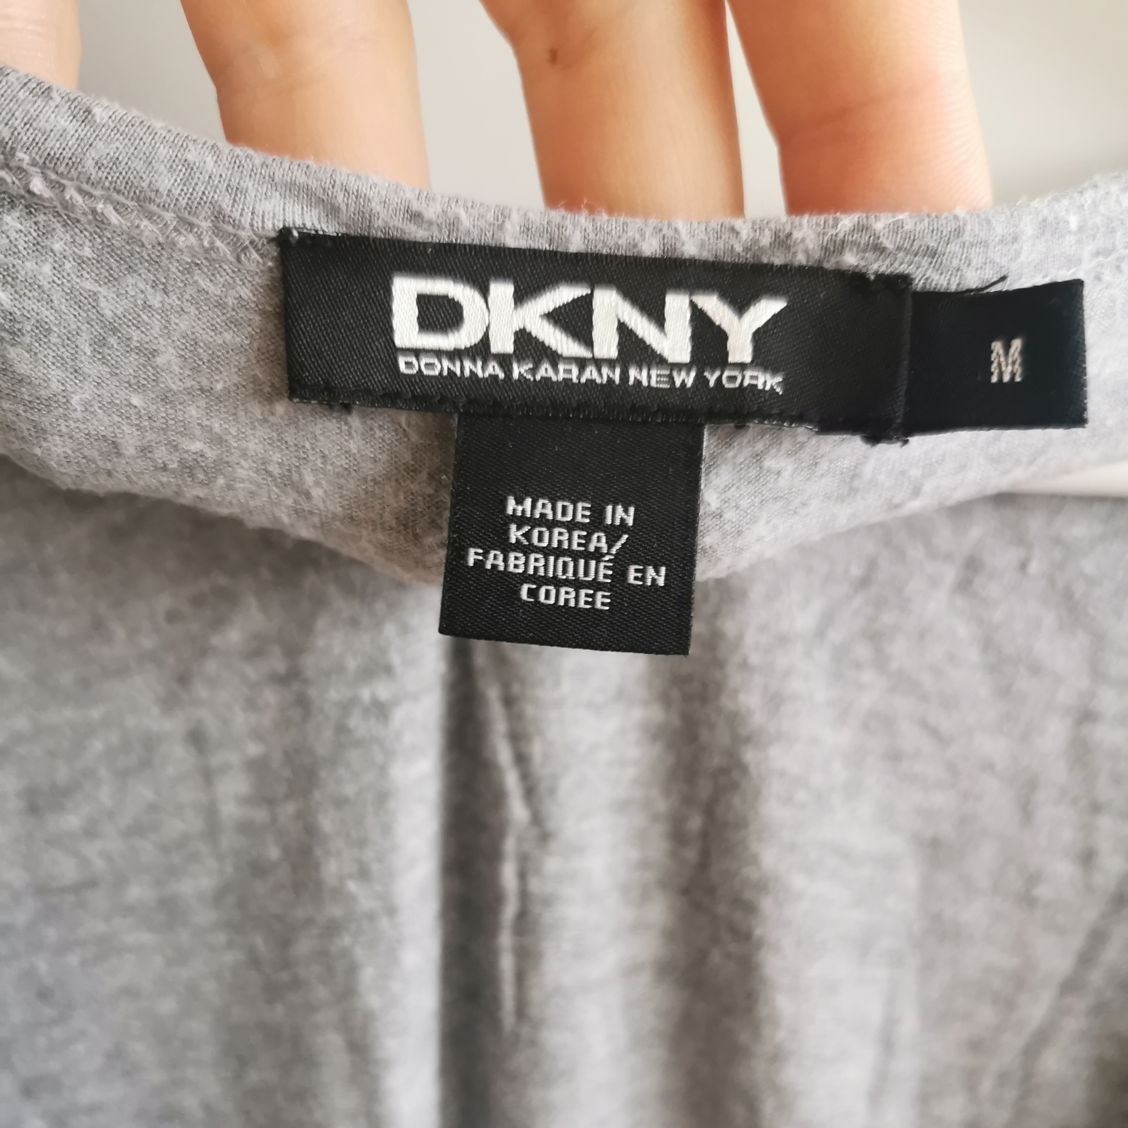 DKNY
DONNA KARAN NEW YORK
M
MADE IN
KOREA/
FABRIQUÉ EN
COREE